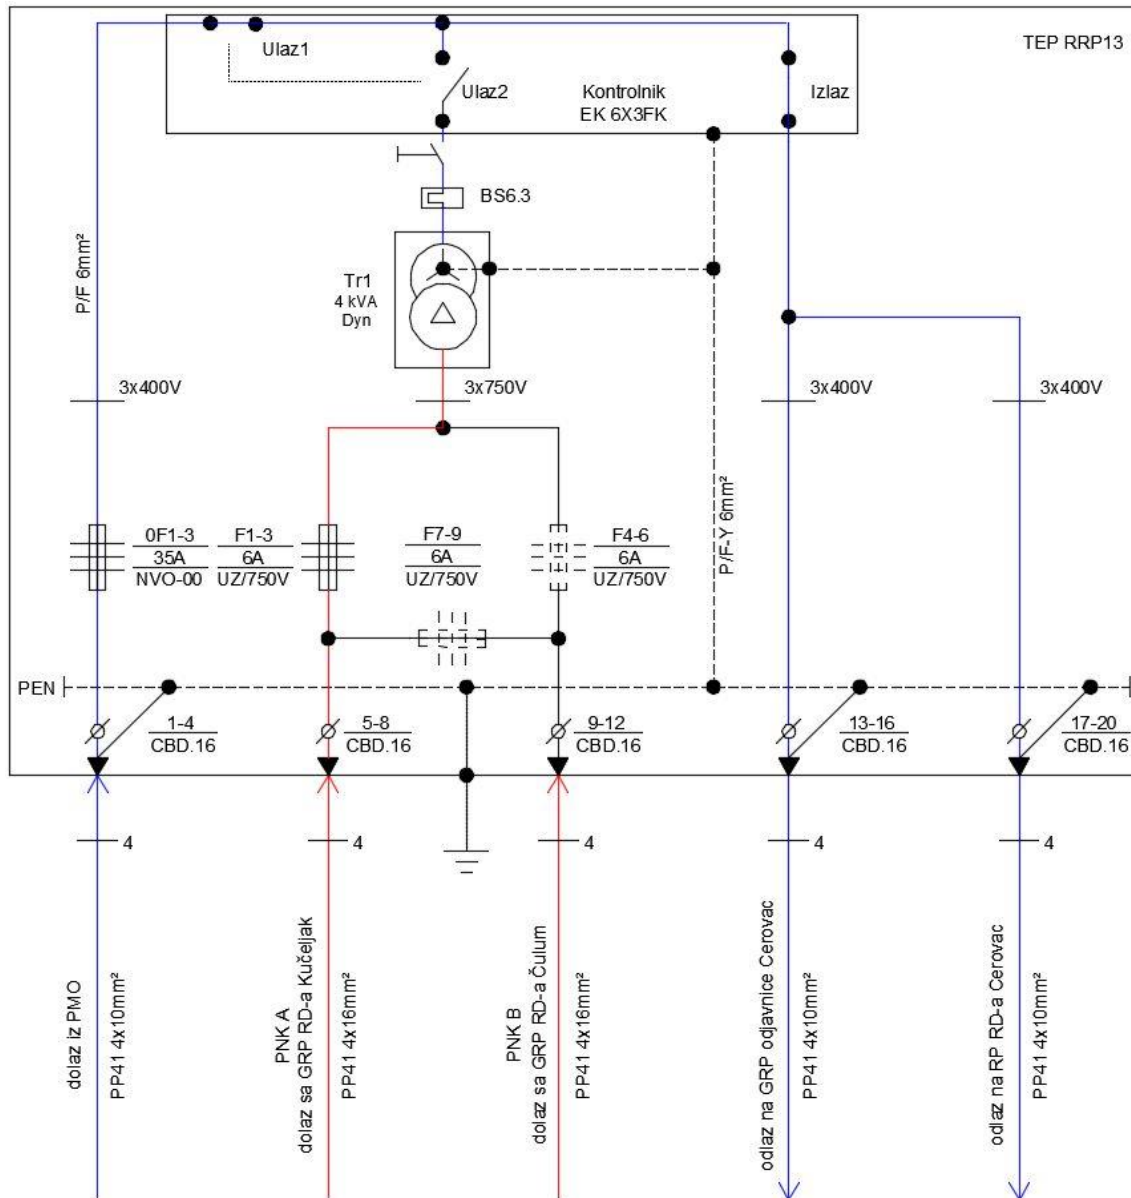 TEP RRP13
Ulaz1
Ulaz2
Kontrolnik
EK 6X3FK
Izlaz
BS6.3
Tr1
4 kVA
Dyn
P/F 6mm²
3x400V
3x750V
3x400V
3x400V
P/F-Y 6mm²
0F1-3
35A
NVO-00
F1-3
6A
UZ/750V
F7-9
6A
UZ/750V
F4-6
6A
UZ/750V
PEN
1-4
CBD.16
5-8
CBD.16
9-12
CBD.16
13-16
CBD.16
17-20
CBD.16
4
4
4
4
4
dolaz iz PMO
PP41 4x10mm²
PNK A
dolaz sa GRP RD-a Kučeljak
PP41 4x16mm²
PNK B
dolaz sa GRP RD-a Čulum
PP41 4x16mm²
odlaz na GRP odjavnice Cerovac
PP41 4x10mm²
odlaz na RP RD-a Cerovac
PP41 4x10mm²